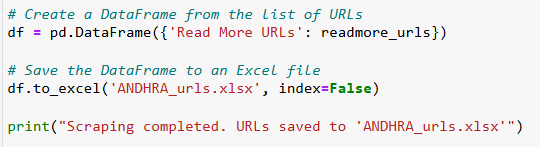 # Create a DataFrame from the list of URLs
df = pd.DataFrame({'Read More URLs': readmore_urls})
# Save the DataFrame to an Excel file
df.to_excel('ANDHRA_urls.xlsx', index=False)
print("Scraping completed. URLs saved to 'ANDHRA_urls.xlsx'")